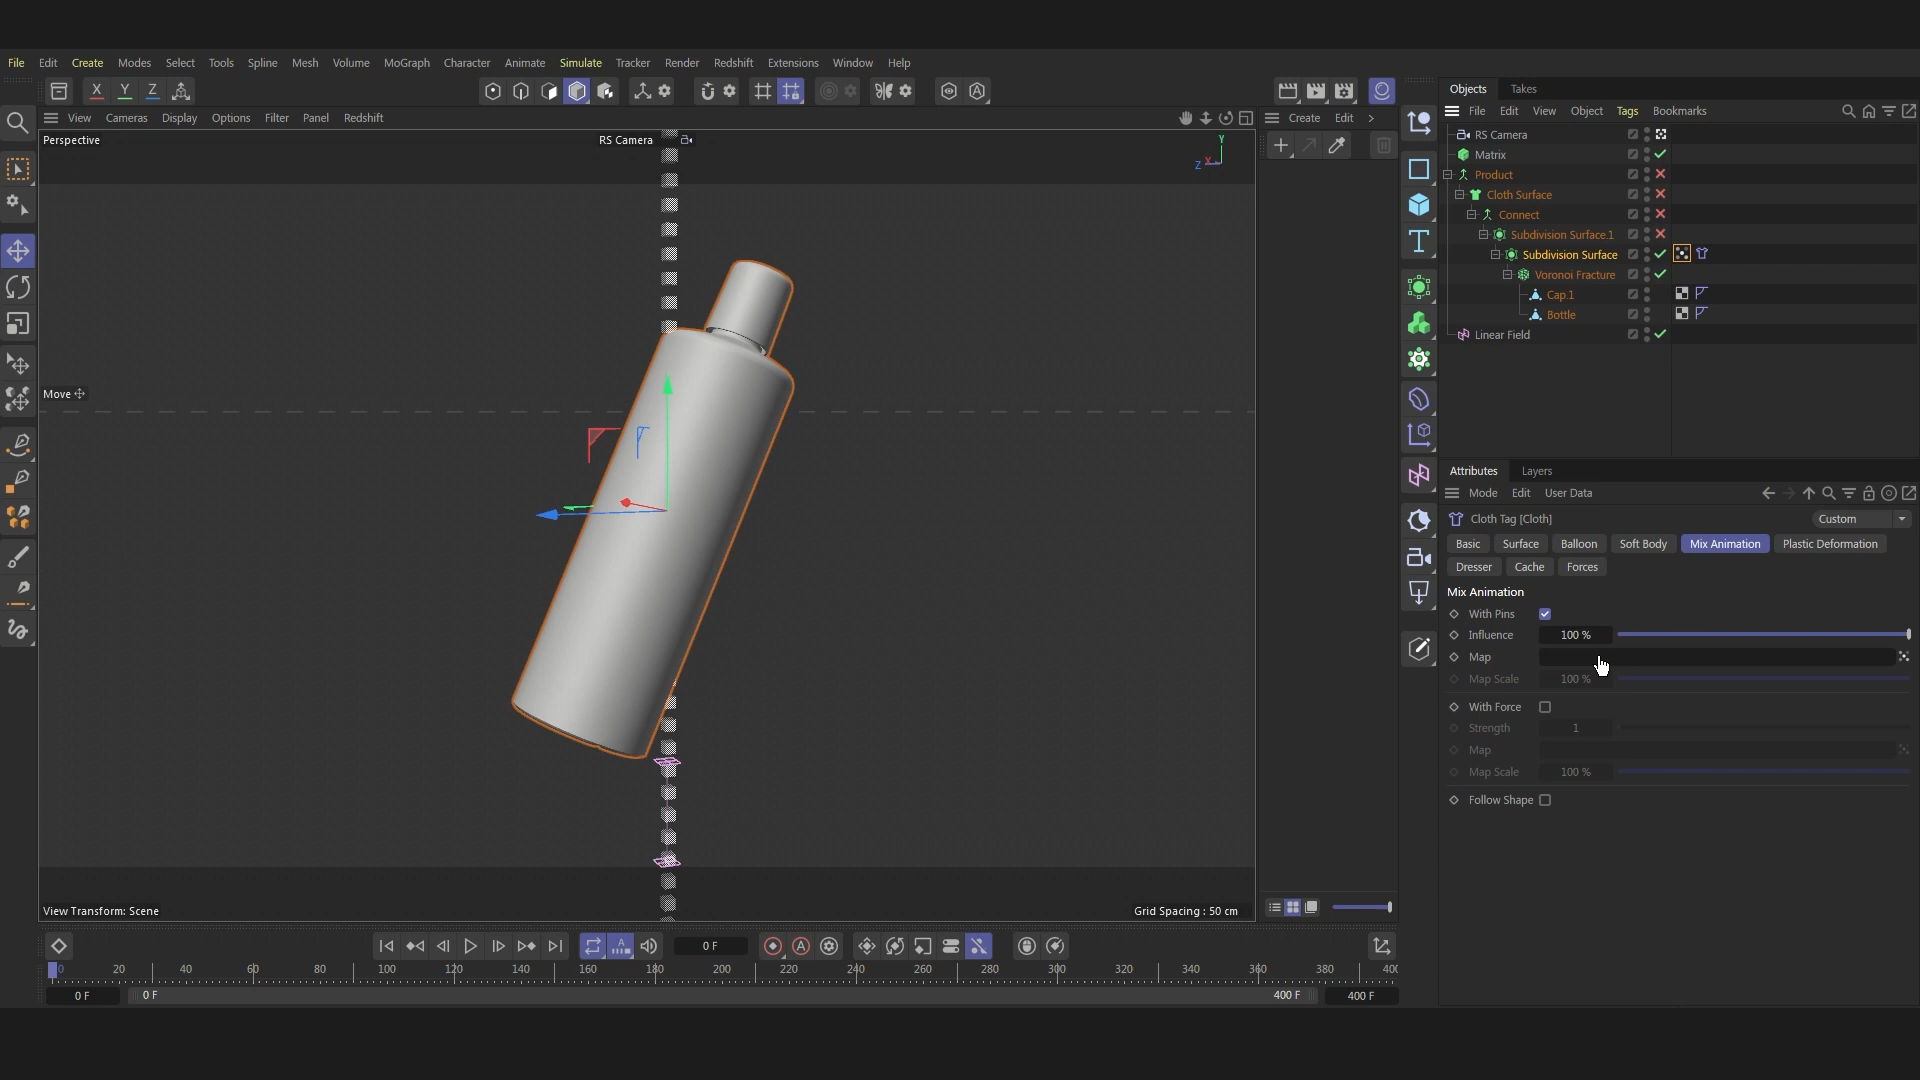 File Edit Create Modes Select Tools Spline Mesh Volume MoGraph Character Animate Simulate Tracker Render Redshift Extensions Window Help
X Y Z
View Cameras Display Options Filter Panel Redshift
Create Edit
Perspective
RS Camera
Y
Z X
Move
View Transform: Scene
Grid Spacing : 50 cm
Objects Takes
File Edit View Object Tags Bookmarks
RS Camera
Matrix
Product
Cloth Surface
Connect
Subdivision Surface.1
Subdivision Surface
Voronoi Fracture
Cap.1
Bottle
Linear Field
Attributes Layers
Mode Edit User Data
Cloth Tag [Cloth]
Custom
Basic Surface Balloon Soft Body Mix Animation Plastic Deformation
Dresser Cache Forces
Mix Animation
With Pins
Influence 100 %
Map
Map Scale 100 %
With Force
Strength 1
Map
Map Scale 100 %
Follow Shape
0 F
0 20 40 60 80 100 120 140 160 180 200 220 240 260 280 300 320 340 360 380 400
0 F 0 F 400 F 400 F